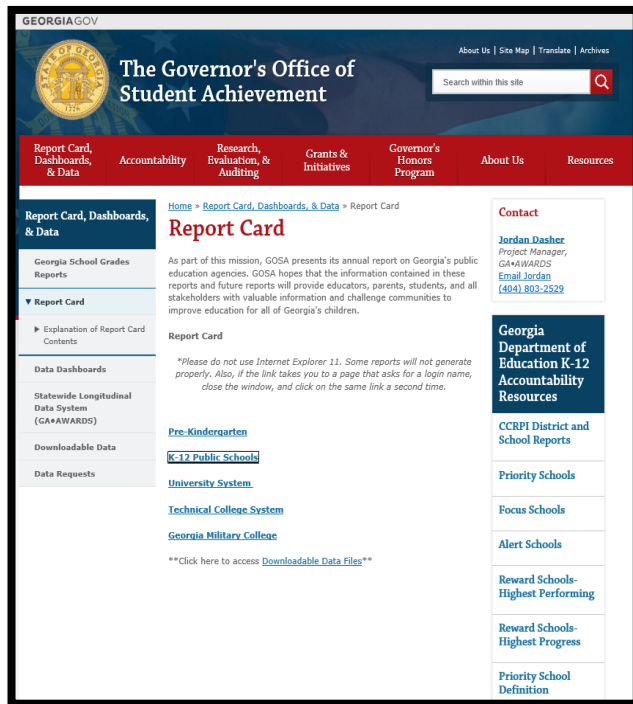 GEORGIAGOV
STATE OF GEORGIA
1776
The Governor's Office of
Student Achievement
About Us | Site Map | Translate | Archives
Search within this site
Report Card,
Dashboards,
& Data
Accountability
Research,
Evaluation, &
Auditing
Grants &
Initiatives
Governor's
Honors
Program
About Us
Resources
Report Card, Dashboards,
& Data
Georgia School Grades
Reports
▼ Report Card
▶ Explanation of Report Card
Contents
Data Dashboards
Statewide Longitudinal
Data System
(GA•AWARDS)
Downloadable Data
Data Requests
Home » Report Card, Dashboards, & Data » Report Card
Report Card
As part of this mission, GOSA presents its annual report on Georgia's public
education agencies. GOSA hopes that the information contained in these
reports and future reports will provide educators, parents, students, and all
stakeholders with valuable information and challenge communities to
improve education for all of Georgia's children.
Report Card
*Please do not use Internet Explorer 11. Some reports will not generate
properly. Also, if the link takes you to a page that asks for a login name,
close the window, and click on the same link a second time.
Pre-Kindergarten
K-12 Public Schools
University System
Technical College System
Georgia Military College
**Click here to access Downloadable Data Files**
Contact
Jordan Dasher
Project Manager,
GA•AWARDS
Email Jordan
(404) 803-2529
Georgia
Department of
Education K-12
Accountability
Resources
CCRPI District and
School Reports
Priority Schools
Focus Schools
Alert Schools
Reward Schools-
Highest Performing
Reward Schools-
Highest Progress
Priority School
Definition